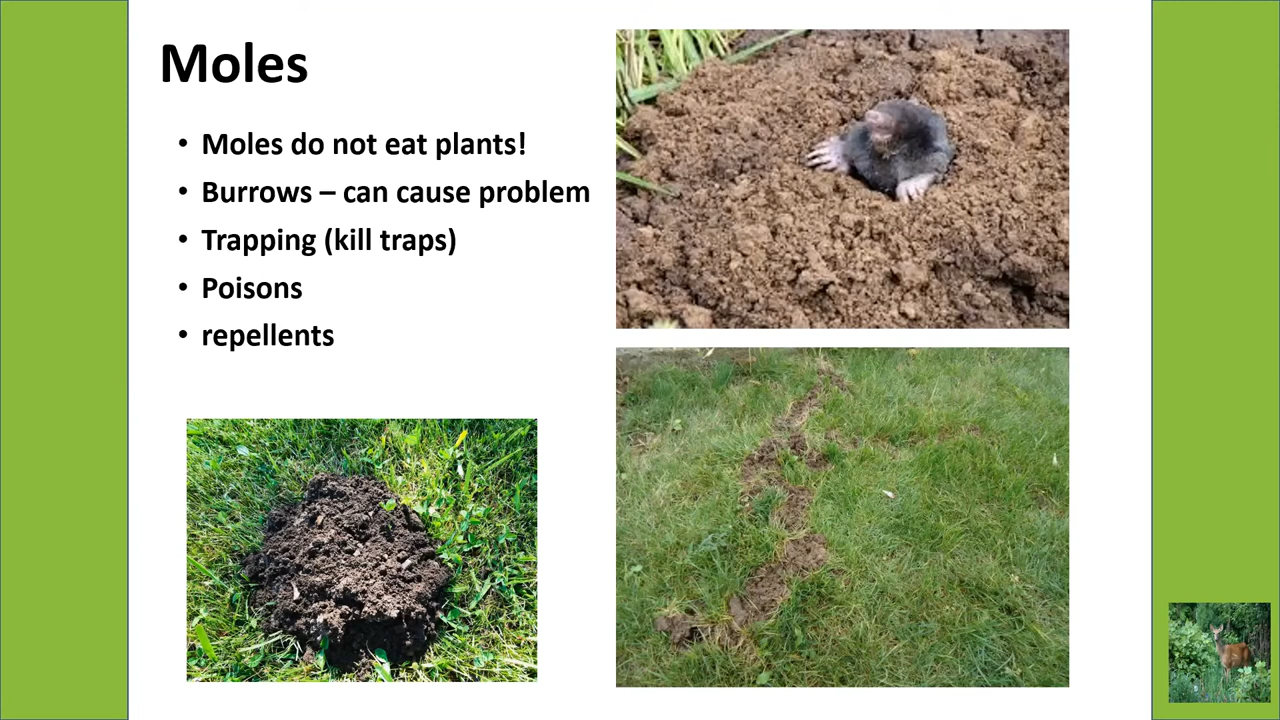 Moles
• Moles do not eat plants!
• Burrows – can cause problem
• Trapping (kill traps)
• Poisons
• repellents